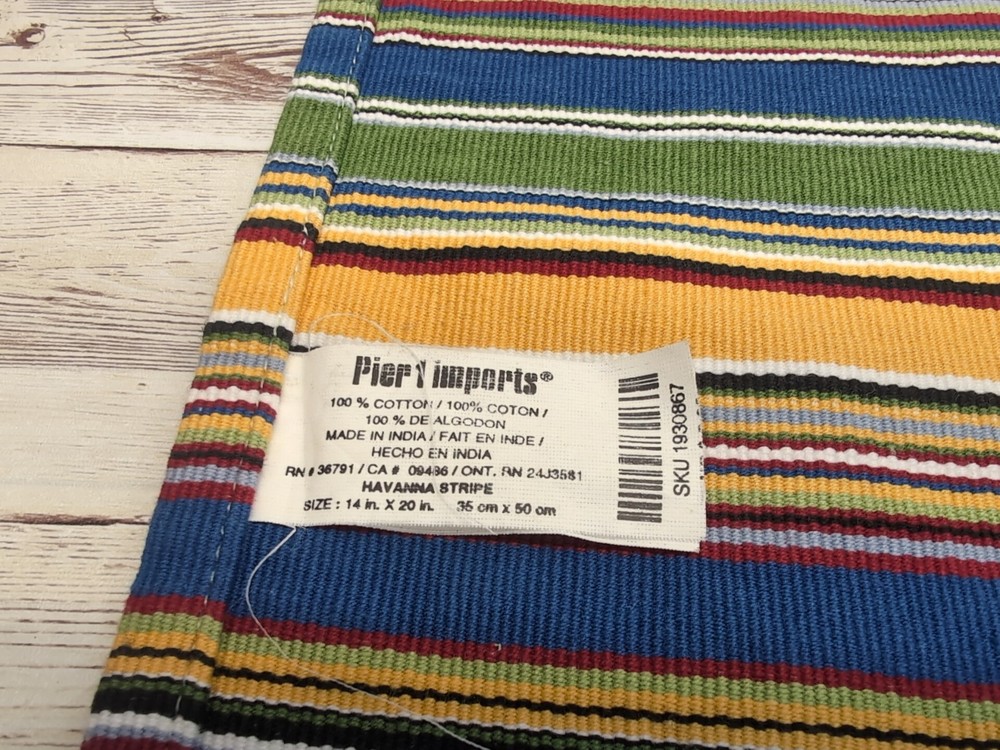 Pier 1 imports®
100 % COTTON / 100% COTON /
100 % DE ALGODON
MADE IN INDIA / FAIT EN INDE /
HECHO EN INDIA
RN # 36791 / CA # 09486 / ONT. RN 24J3581
HAVANNA STRIPE
SIZE : 14 in. X 20 in. 35 cm x 50 cm
SKU 1930867